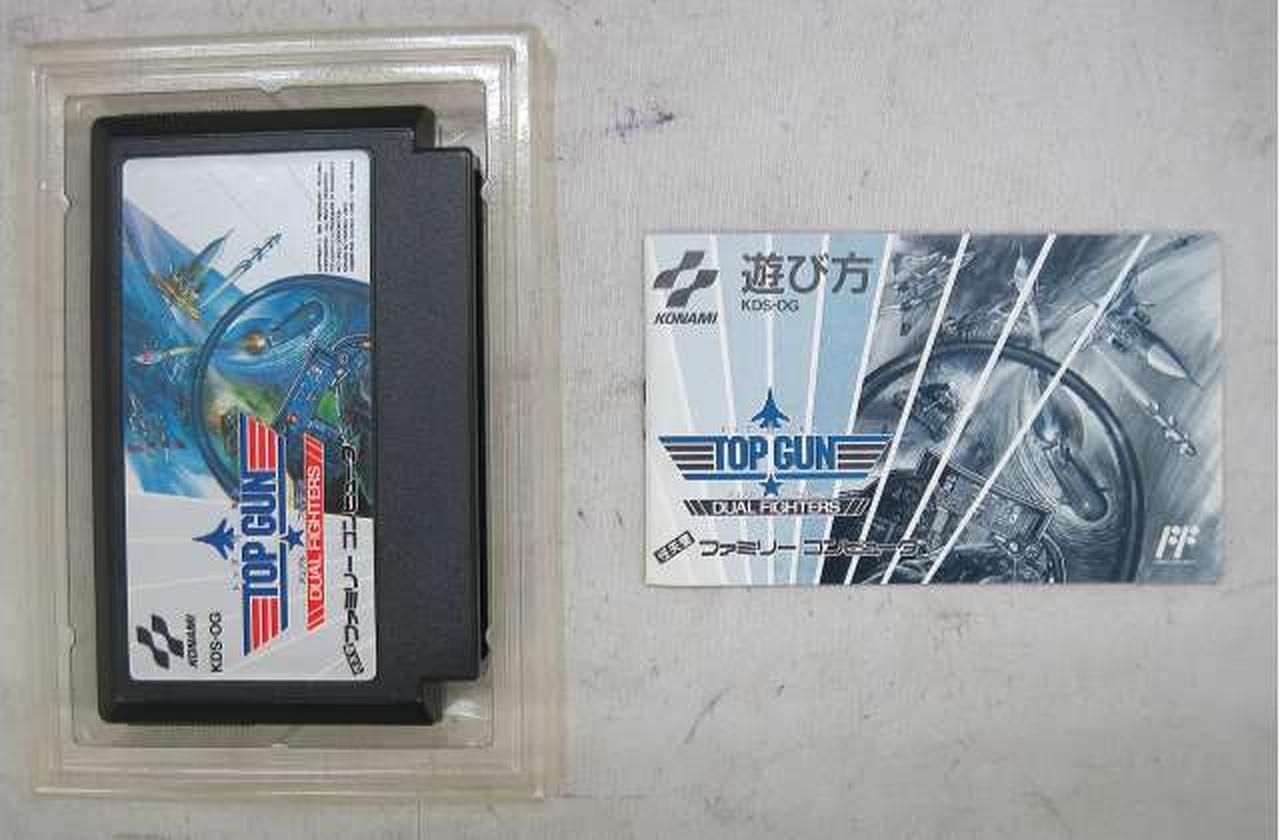 KONAMI
KDS-OG
TOP GUN
DUAL FIGHTERS
ファミリー コンピュータ
KONAMI
遊び方
KDS-OG
TOP GUN
DUAL FIGHTERS
ファミリー コンピュータ
FF